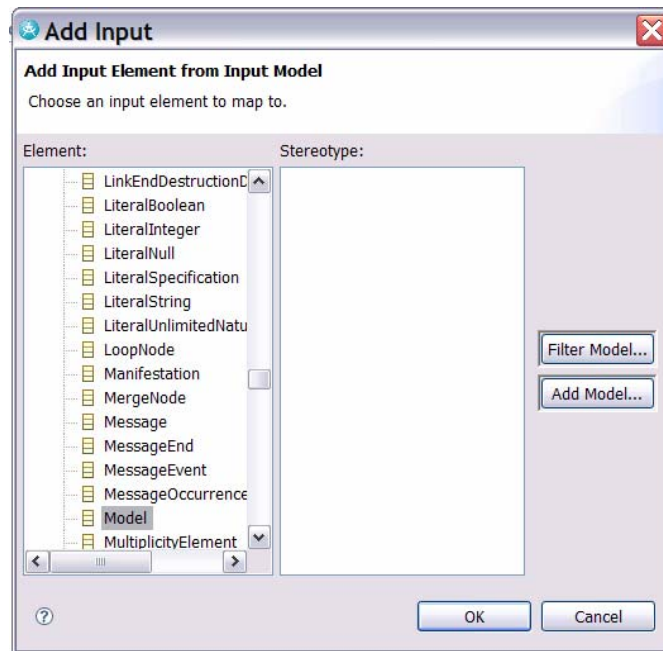 Add Input
Add Input Element from Input Model
Choose an input element to map to.
Element:
Stereotype:
LinkEndDestructionD
LiteralBoolean
LiteralInteger
LiteralNull
LiteralSpecification
LiteralString
LiteralUnlimitedNatu
LoopNode
Manifestation
MergeNode
Message
MessageEnd
MessageEvent
MessageOccurrence
Model
MultiplicityElement
Filter Model...
Add Model...
OK
Cancel